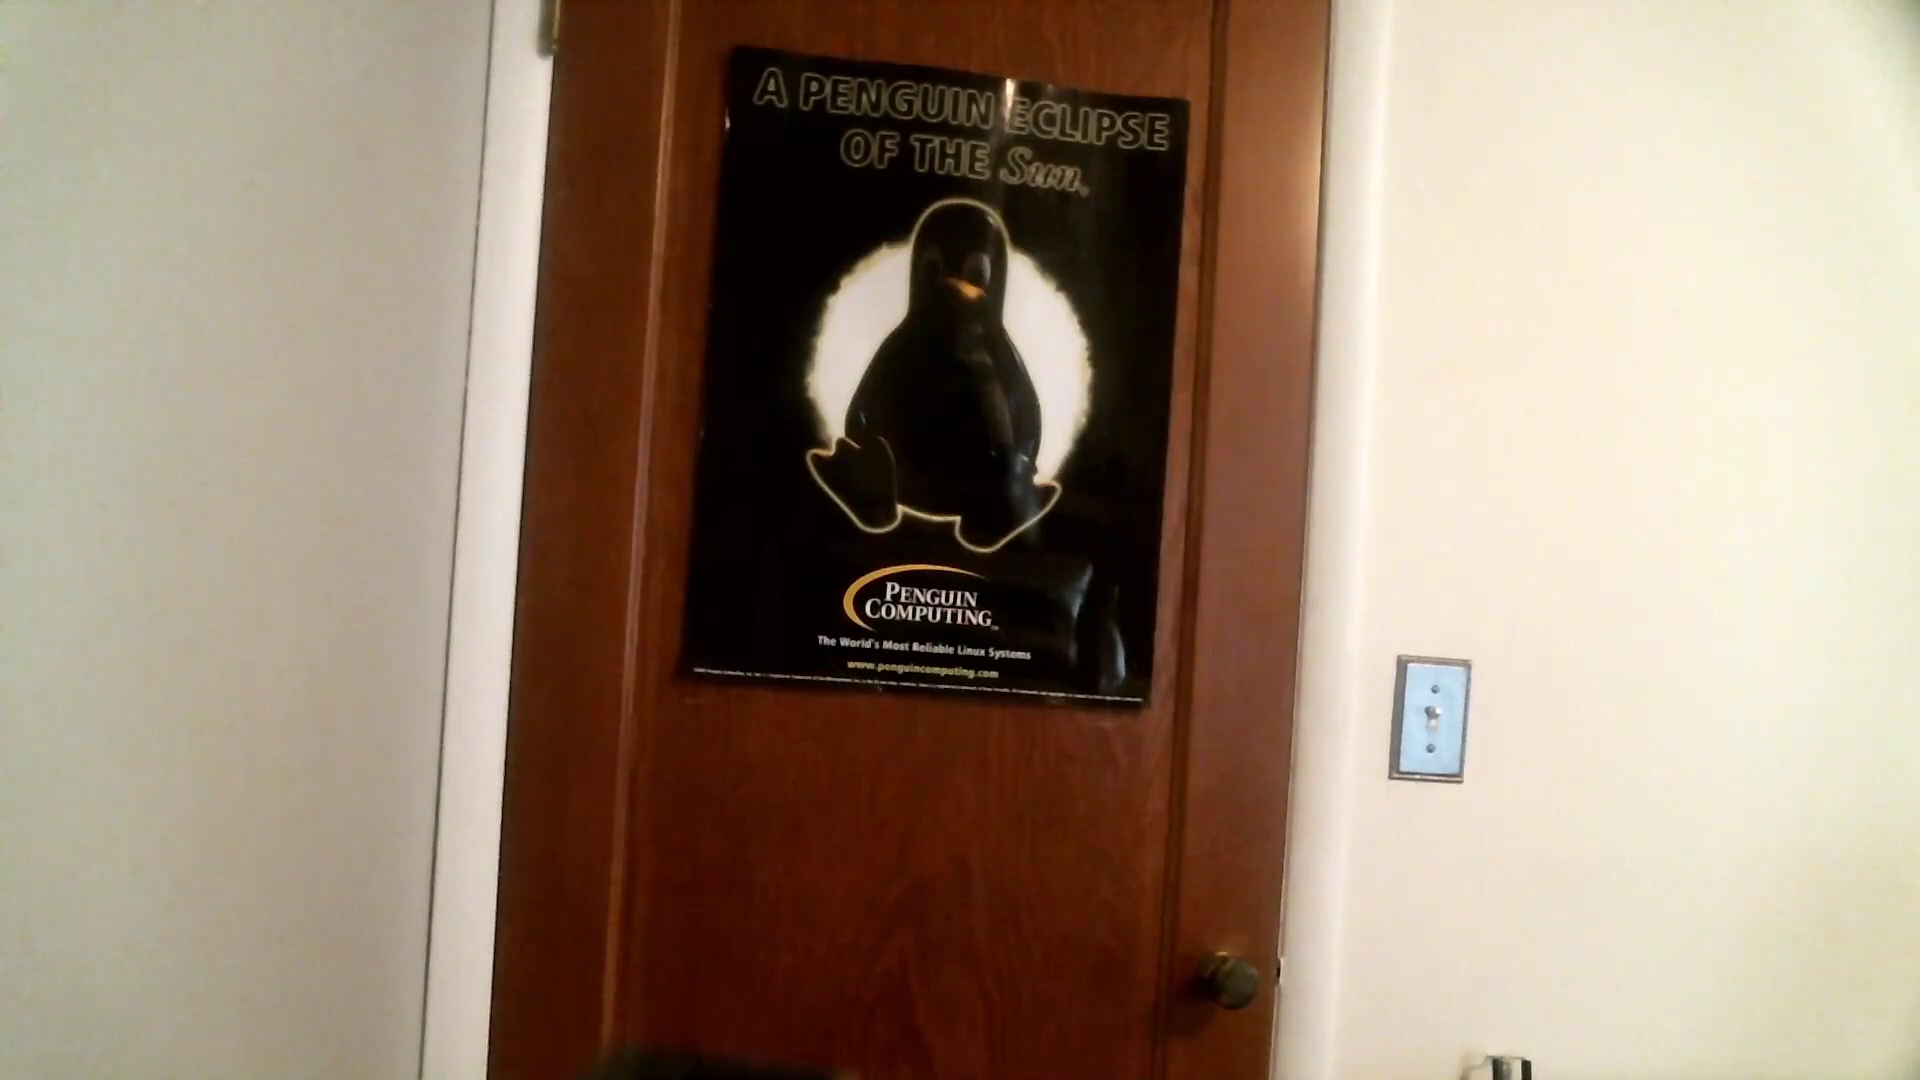 A PENGUIN ECLIPSE
OF THE Sun.
PENGUIN
COMPUTING
The World's Most Reliable Linux Systems
www.penguincomputing.com